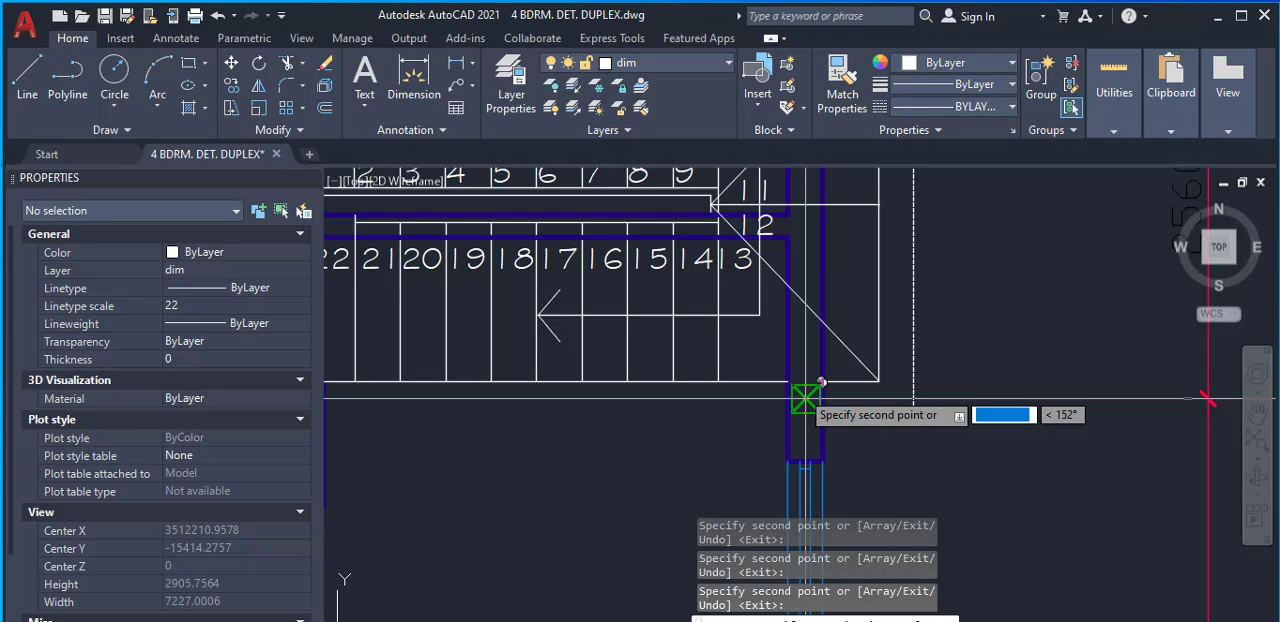 Autodesk AutoCAD 2021 4 BDRM. DET. DUPLEX.dwg
Type a keyword or phrase
Sign In
Home Insert Annotate Parametric View Manage Output Add-ins Collaborate Express Tools Featured Apps
dim
ByLayer
ByLayer
BYLAY...
Line Polyline Circle Arc
Text Dimension
Layer
Properties
Insert
Match
Properties
Group
Utilities Clipboard View
Draw Modify Annotation Layers Block Properties Groups
Start 4 BDRM. DET. DUPLEX*
PROPERTIES
No selection
General
Color ByLayer
Layer dim
Linetype ByLayer
Linetype scale 22
Lineweight ByLayer
Transparency ByLayer
Thickness 0
3D Visualization
Material ByLayer
Plot style
Plot style ByColor
Plot style table None
Plot table attached to Model
Plot table type Not available
View
Center X 3512210.9578
Center Y -15414.2757
Center Z 0
Height 2905.7564
Width 7227.0006
[−][Top][2D Wireframe]
2 3 4 5 6 7 8 9
11
12
22 21 20 19 18 17 16 15 14 13
2560
N
W TOP E
S
WCS
Specify second point or
< 152°
Specify second point or [Array/Exit/
Undo] <Exit>:
Specify second point or [Array/Exit/
Undo] <Exit>:
Specify second point or [Array/Exit/
Undo] <Exit>:
Y